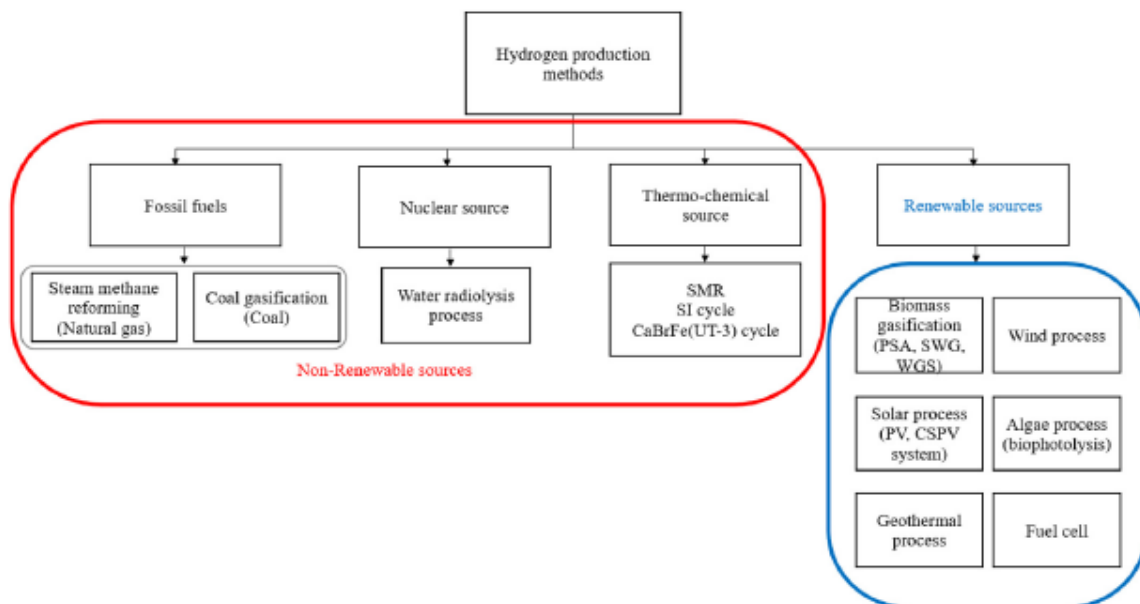 Hydrogen production
methods
Fossil fuels
Nuclear source
Thermo-chemical
source
Renewable sources
Steam methane
reforming
(Natural gas)
Coal gasification
(Coal)
Water radiolysis
process
SMR
SI cycle
CaBrFe(UT-3) cycle
Non-Renewable sources
Biomass
gasification
(PSA, SWG,
WGS)
Wind process
Solar process
(PV, CSPV
system)
Algae process
(biophotolysis)
Geothermal
process
Fuel cell